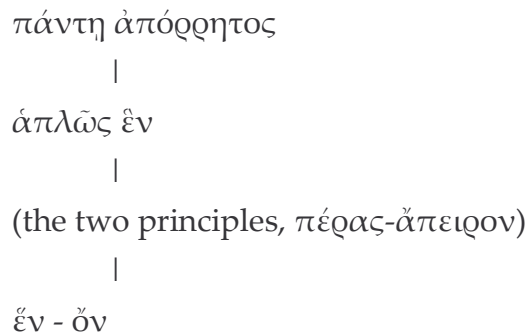 πάντῃ ἀπόρρητος
|
ἁπλῶς ἓν
|
(the two principles, πέρας-ἄπειρον)
|
ἕν - ὄν